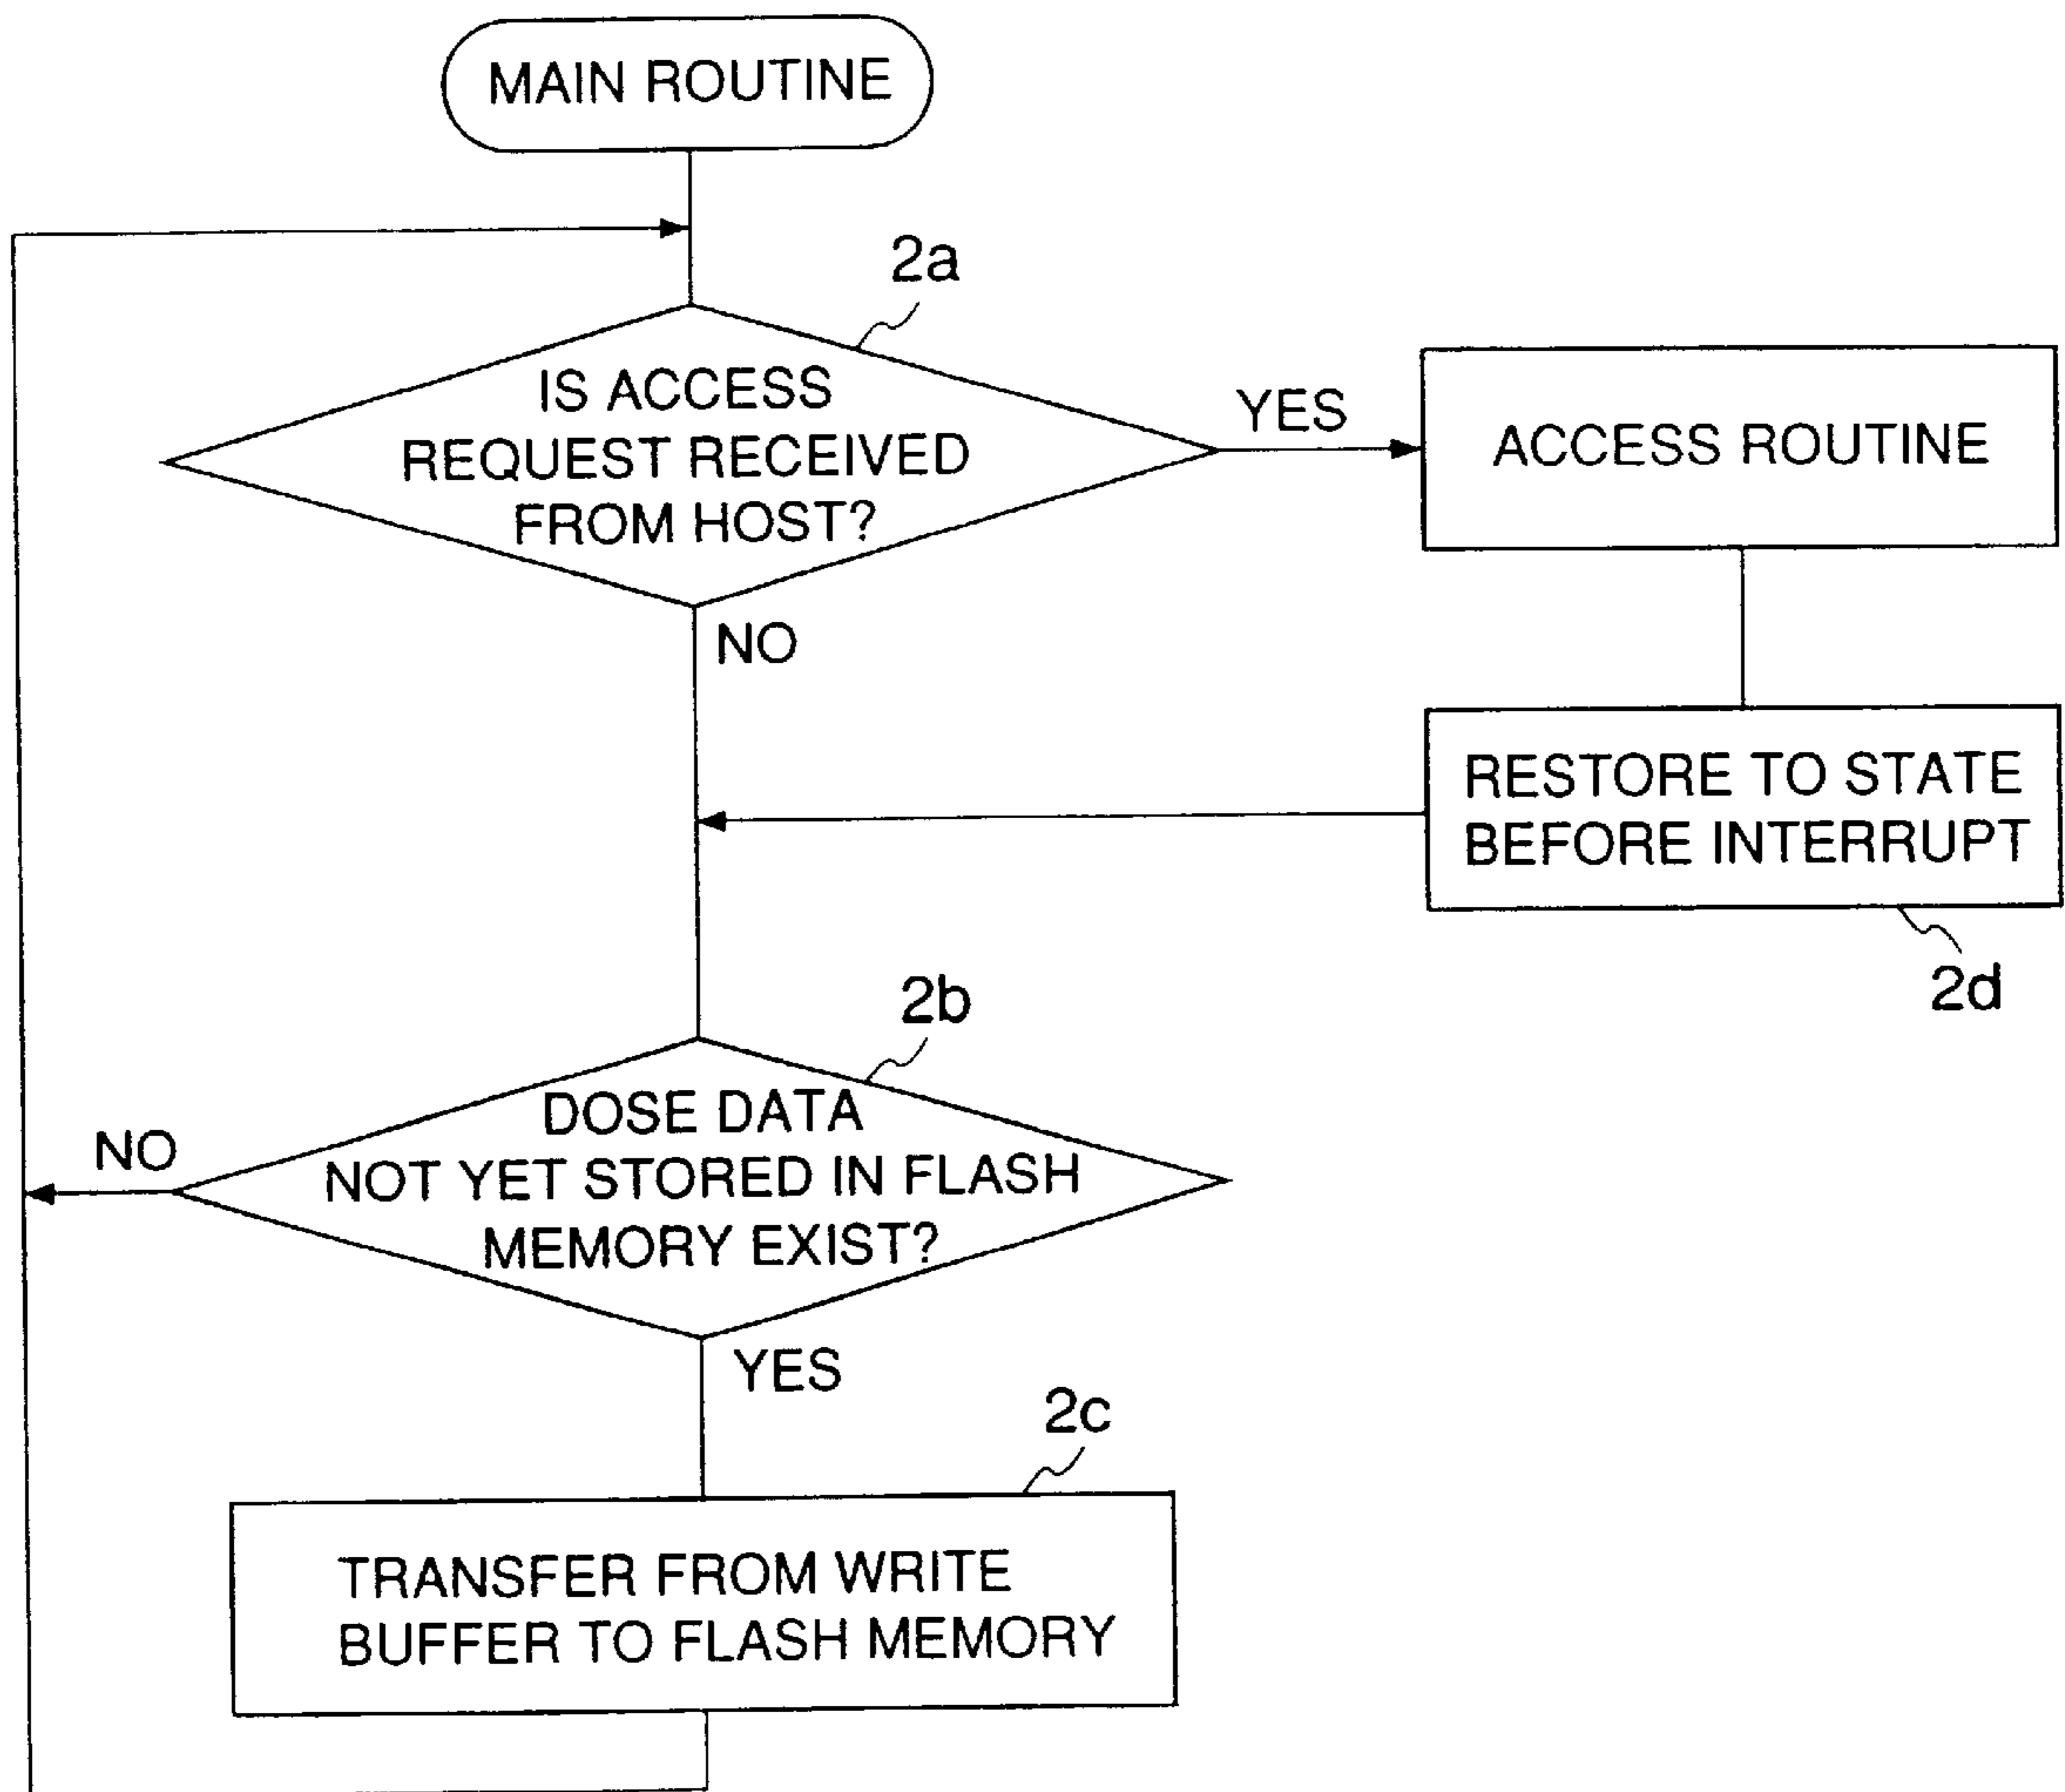 MAIN ROUTINE
2a
IS ACCESS
REQUEST RECEIVED
FROM HOST?
YES
ACCESS ROUTINE
NO
RESTORE TO STATE
BEFORE INTERRUPT
2d
2b
DOSE DATA
NOT YET STORED IN FLASH
MEMORY EXIST?
NO
YES
2c
TRANSFER FROM WRITE
BUFFER TO FLASH MEMORY